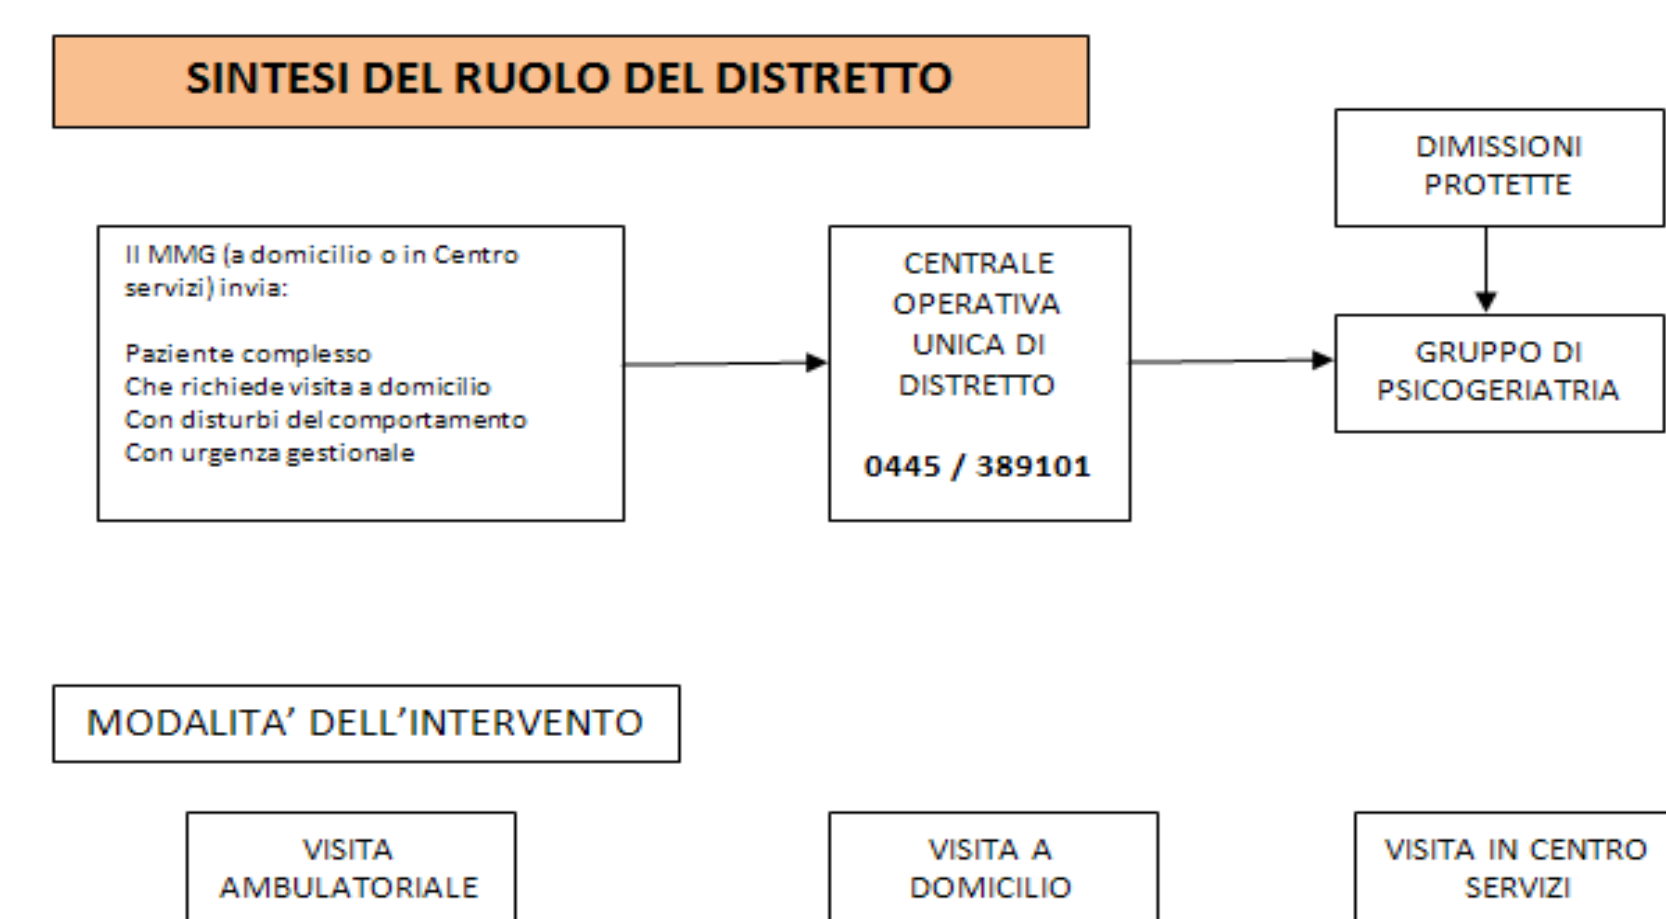 SINTESI DEL RUOLO DEL DISTRETTO
DIMISSIONI
PROTETTE
Il MMG (a domicilio o in Centro
servizi) invia:
Paziente complesso
Che richiede visita a domicilio
Con disturbi del comportamento
Con urgenza gestionale
CENTRALE
OPERATIVA
UNICA DI
DISTRETTO
0445 / 389101
GRUPPO DI
PSICOGERIATRIA
MODALITA’ DELL’INTERVENTO
VISITA
AMBULATORIALE
VISITA A
DOMICILIO
VISITA IN CENTRO
SERVIZI